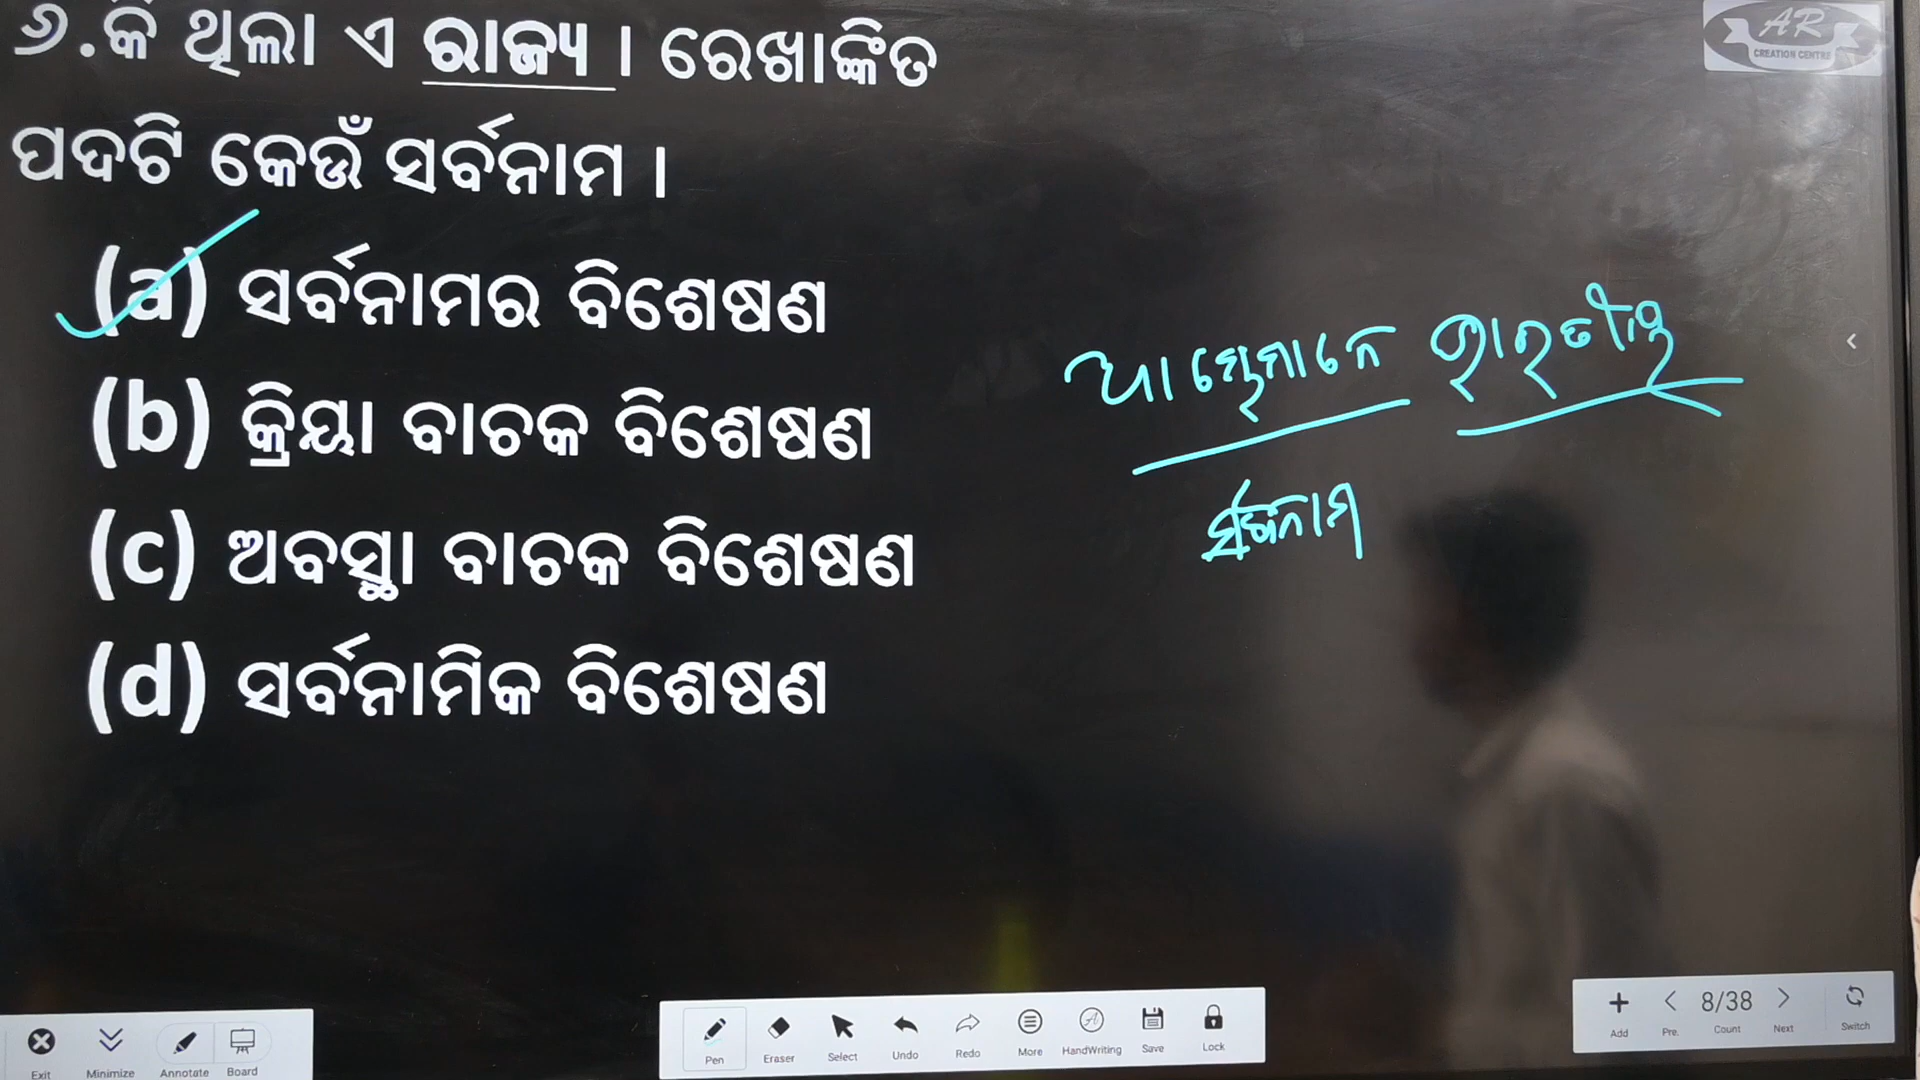 ୬.କି ଥିଲା ଏ ରାଜ୍ୟ । ରେଖାଙ୍କିତ
ପଦଟି କେଉଁ ସର୍ବନାମ ।
(a) ସର୍ବନାମର ବିଶେଷଣ
(b) କ୍ରିୟା ବାଚକ ବିଶେଷଣ
(c) ଅବସ୍ଥା ବାଚକ ବିଶେଷଣ
(d) ସର୍ବନାମିକ ବିଶେଷଣ
ଆମ୍ଭେମାନେ ଭାରତୀୟ
ସର୍ବନାମ
AR
CREATION CENTRE
Exit Minimize Annotate Board
Pen Eraser Select Undo Redo More HandWriting Save Lock
8/38
Add Pre. Count Next Switch